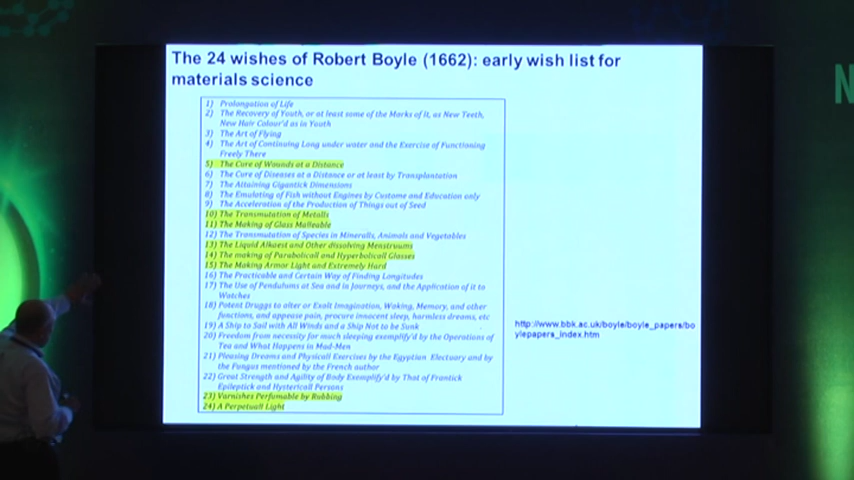 The 24 wishes of Robert Boyle (1662): early wish list for
materials science
1) Prolongation of Life
2) The Recovery of Youth, or at least some of the Marks of It, as New Teeth,
New Hair Colour'd as in Youth
3) The Art of Flying
4) The Art of Continuing Long under water and the Exercise of Functioning
Freely There
5) The Cure of Wounds at a Distance
6) The Cure of Diseases at a Distance or at least by Transplantation
7) The Attaining Gigantick Dimensions
8) The Emulating of Fish without Engines by Custome and Education only
9) The Acceleration of the Production of Things out of Seed
10) The Transmutation of Metalls
11) The Making of Glass Malleable
12) The Transmutation of Species in Mineralls, Animals and Vegetables
13) The Liquid Alkaest and Other dissolving Menstruums
14) The making of Parabolicall and Hyperbolicall Glasses
15) The Making Armor Light and Extremely Hard
16) The Practicable and Certain Way of Finding Longitudes
17) The Use of Pendulums at Sea and in Journeys, and the Application of it to
Watches
18) Potent Druggs to alter or Exalt Imagination, Waking, Memory, and other
functions, and appease pain, procure innocent sleep, harmless dreams, etc
19) A Ship to Sail with All Winds and a Ship Not to be Sunk
20) Freedom from necessity for much sleeping exemplify'd by the Operations of
Tea and What Happens in Mad-Men
21) Pleasing Dreams and Physicall Exercises by the Egyptian Electuary and by
the Fungus mentioned by the French author
22) Great Strength and Agility of Body Exemplify'd by That of Frantick
Epileptick and Hystericall Persons
23) Varnishes Perfumable by Rubbing
24) A Perpetuall Light
http://www.bbk.ac.uk/boyle/boyle_papers/bo
ylepapers_index.htm
N